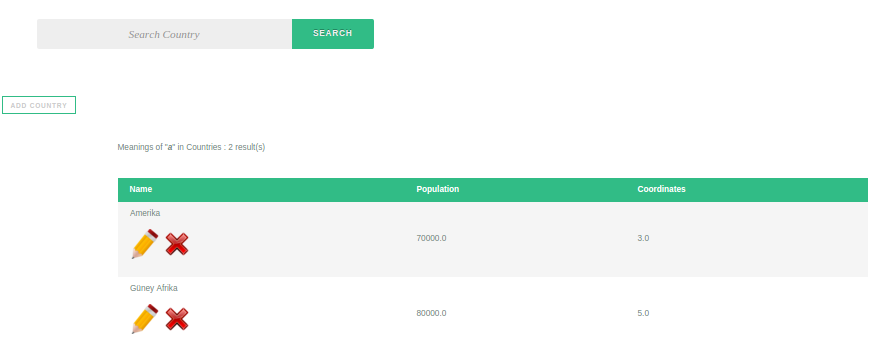 Search Country SEARCH
ADD COUNTRY
Meanings of "a" in Countries : 2 result(s)
Name Population Coordinates
Amerika
70000.0 3.0
Güney Afrika
80000.0 5.0